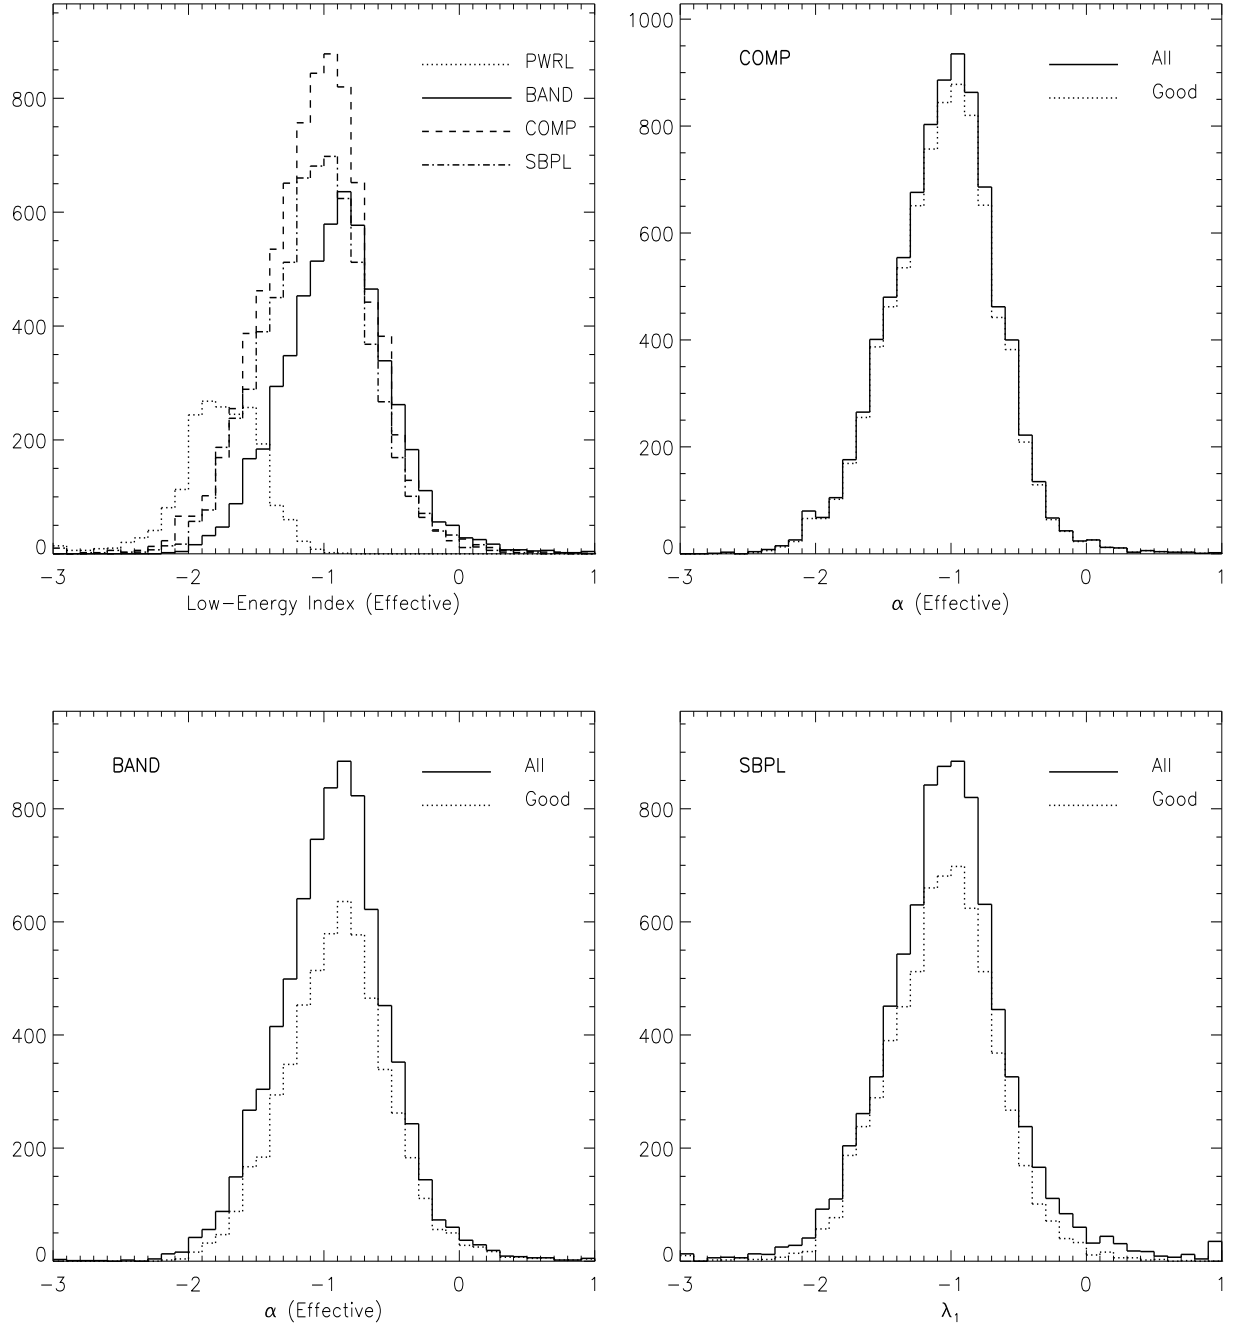 PWRL
BAND
COMP
SBPL
800
600
400
200
0
−3 −2 −1 0 1
Low−Energy Index (Effective)
COMP
All
Good
1000
800
600
400
200
0
−3 −2 −1 0 1
α (Effective)
BAND
All
Good
800
600
400
200
0
−3 −2 −1 0 1
α (Effective)
SBPL
All
Good
800
600
400
200
0
−3 −2 −1 0 1
λ₁